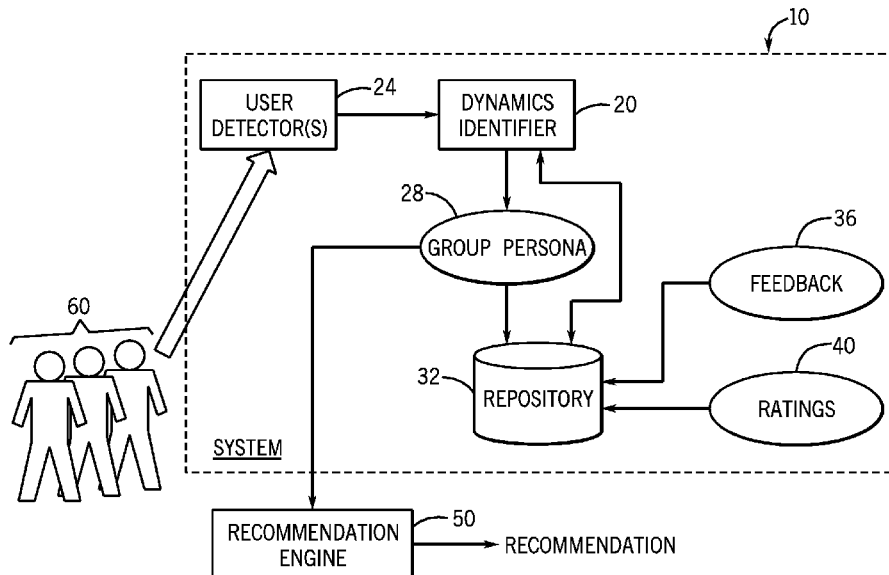 10
USER
DETECTOR(S)
24
DYNAMICS
IDENTIFIER
20
28
GROUP PERSONA
36
FEEDBACK
60
32
REPOSITORY
40
RATINGS
SYSTEM
RECOMMENDATION
ENGINE
50
RECOMMENDATION